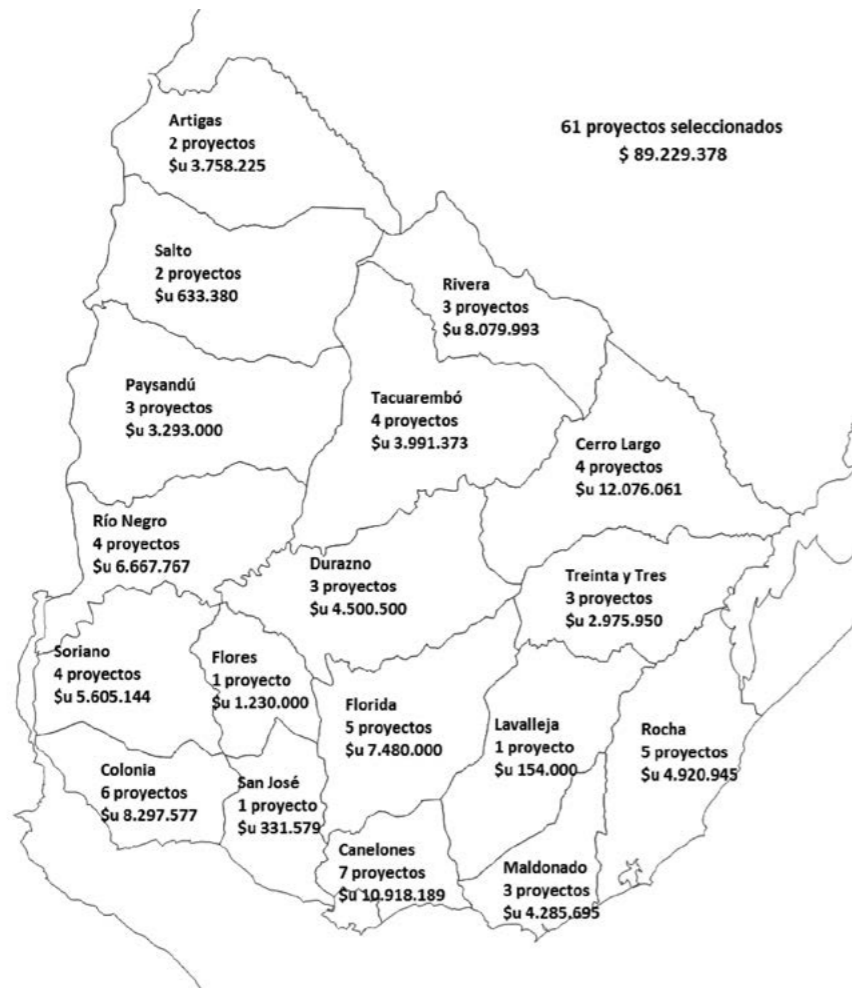 Artigas
2 proyectos
$u 3.758.225
61 proyectos seleccionados
$ 89.229.378
Salto
2 proyectos
$u 633.380
Rivera
3 proyectos
$u 8.079.993
Paysandú
3 proyectos
$u 3.293.000
Tacuarembó
4 proyectos
$u 3.991.373
Cerro Largo
4 proyectos
$u 12.076.061
Río Negro
4 proyectos
$u 6.667.767
Durazno
3 proyectos
$u 4.500.500
Treinta y Tres
3 proyectos
$u 2.975.950
Soriano
4 proyectos
$u 5.605.144
Flores
1 proyecto
$u 1.230.000
Florida
5 proyectos
$u 7.480.000
Lavalleja
1 proyecto
$u 154.000
Rocha
5 proyectos
$u 4.920.945
Colonia
6 proyectos
$u 8.297.577
San José
1 proyecto
$u 331.579
Canelones
7 proyectos
$u 10.918.189
Maldonado
3 proyectos
$u 4.285.695